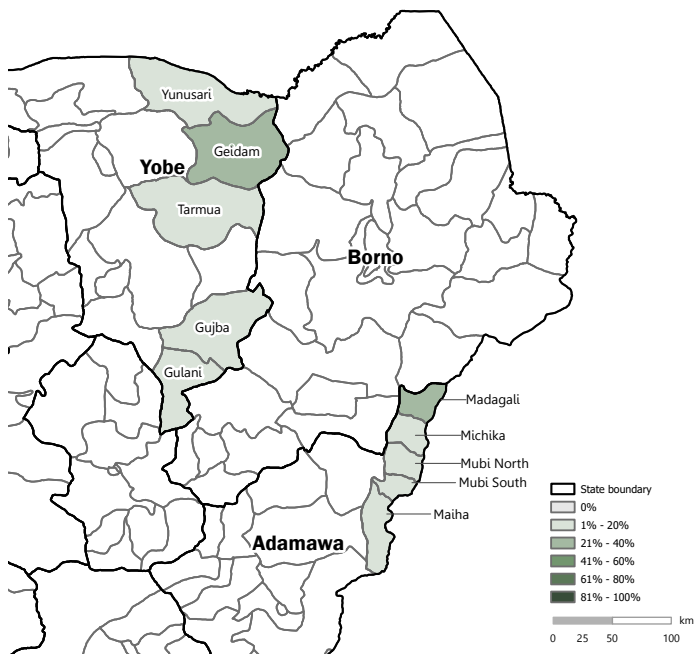 Yunusari
Geidam
Yobe
Tarmua
Borno
Gujba
Gulani
Madagali
Michika
Mubi North
Mubi South
Maiha
Adamawa
State boundary
0%
1% - 20%
21% - 40%
41% - 60%
61% - 80%
81% - 100%
km
0 25 50 100